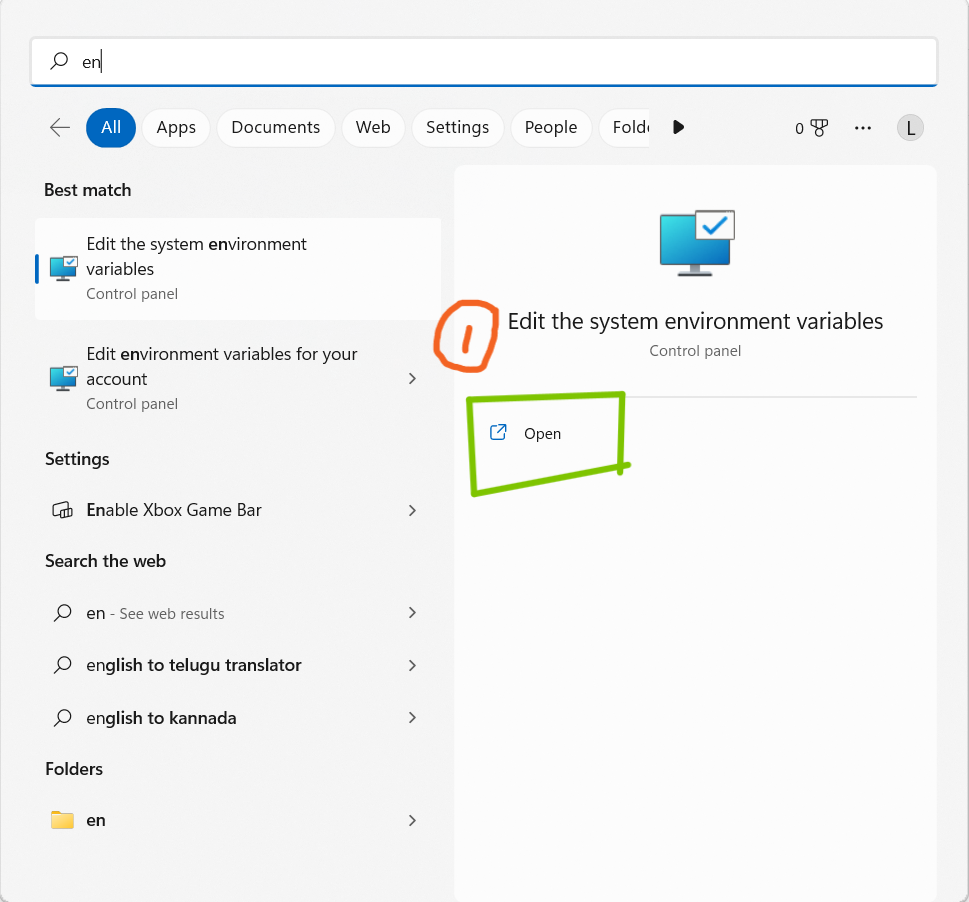 en
All Apps Documents Web Settings People Folde 0 L
Best match
Edit the system environment
variables
Control panel
Edit environment variables for your
account
Control panel
Settings
Enable Xbox Game Bar
Search the web
en - See web results
english to telugu translator
english to kannada
Folders
en
1
Edit the system environment variables
Control panel
Open